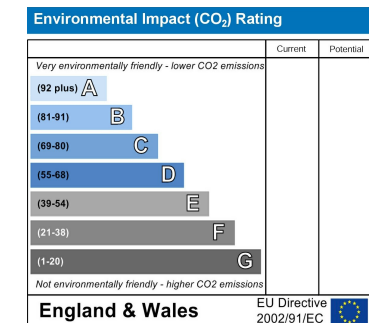 Environmental Impact (CO₂) Rating
Current Potential
Very environmentally friendly - lower CO2 emissions
(92 plus) A
(81-91) B
(69-80) C
(55-68) D
(39-54) E
(21-38) F
(1-20) G
Not environmentally friendly - higher CO2 emissions
England & Wales
EU Directive
2002/91/EC